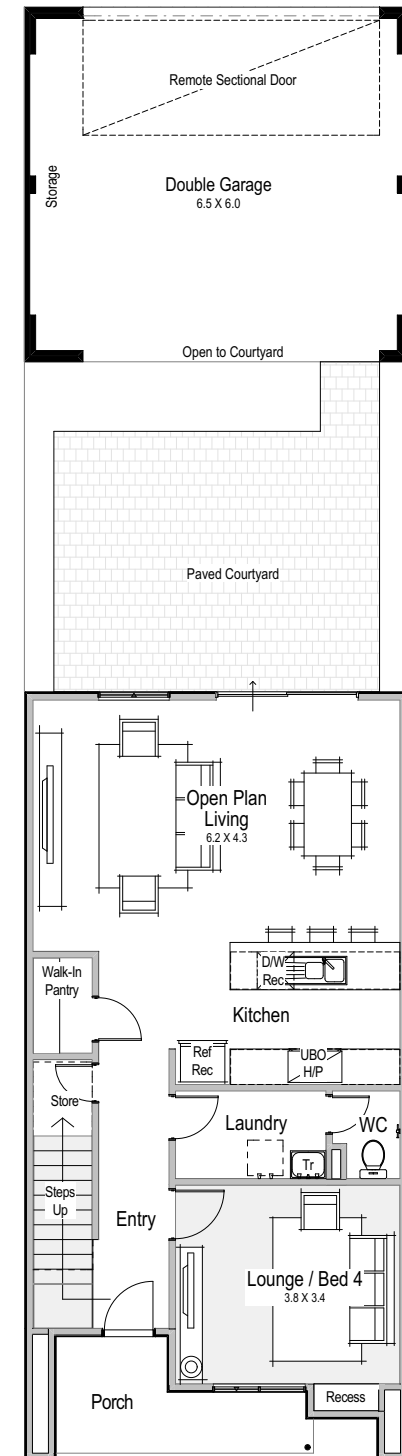 Remote Sectional Door
Double Garage
6.5 X 6.0
Storage
Open to Courtyard
Paved Courtyard
Open Plan
Living
6.2 X 4.3
D/W
Rec
Walk-In
Pantry
Kitchen
Ref
Rec
UBO
H/P
Store
Laundry
WC
Tr
Steps
Up
Entry
Lounge / Bed 4
3.8 X 3.4
Porch
Recess